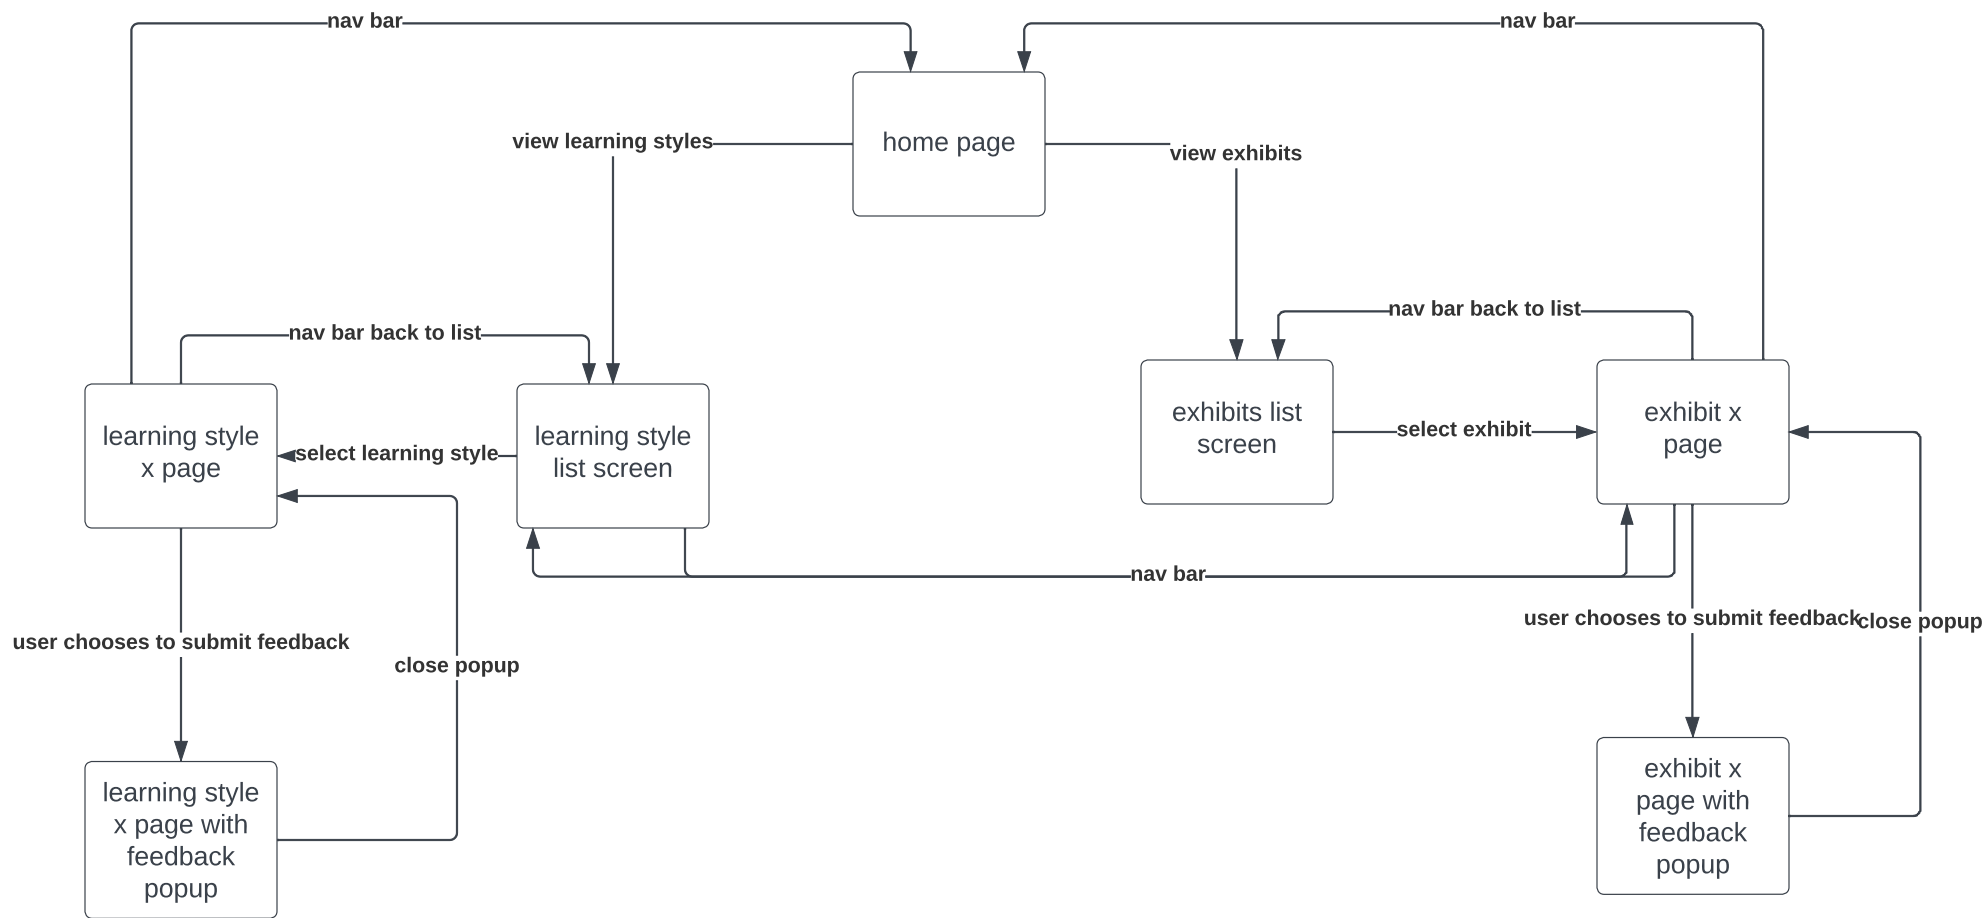 nav bar
nav bar
home page
view learning styles
view exhibits
nav bar back to list
nav bar back to list
learning style
x page
select learning style
learning style
list screen
exhibits list
screen
select exhibit
exhibit x
page
nav bar
user chooses to submit feedback
close popup
user chooses to submit feedback
close popup
learning style
x page with
feedback
popup
exhibit x
page with
feedback
popup